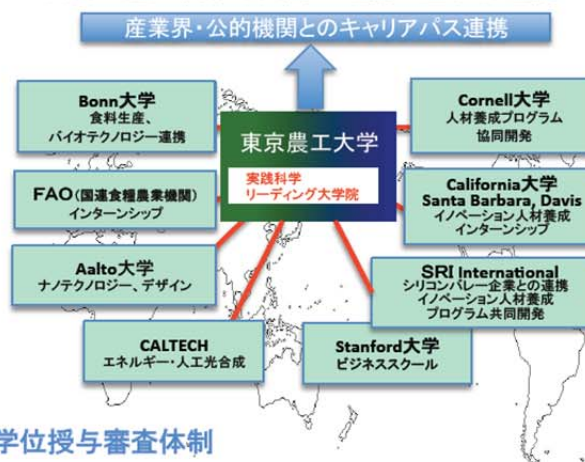 産業界・公的機関とのキャリアパス連携
Bonn大学
食料生産、
バイオテクノロジー連携
FAO(国連食糧農業機関)
インターンシップ
Aalto大学
ナノテクノロジー、デザイン
CALTECH
エネルギー・人工光合成
東京農工大学
実践科学
リーディング大学院
Cornell大学
人材養成プログラム
協同開発
California大学
Santa Barbara, Davis
イノベーション人材養成
インターンシップ
SRI International
シリコンバレー企業との連携
イノベーション人材養成
プログラム共同開発
Stanford大学
ビジネススクール
学位授与審査体制